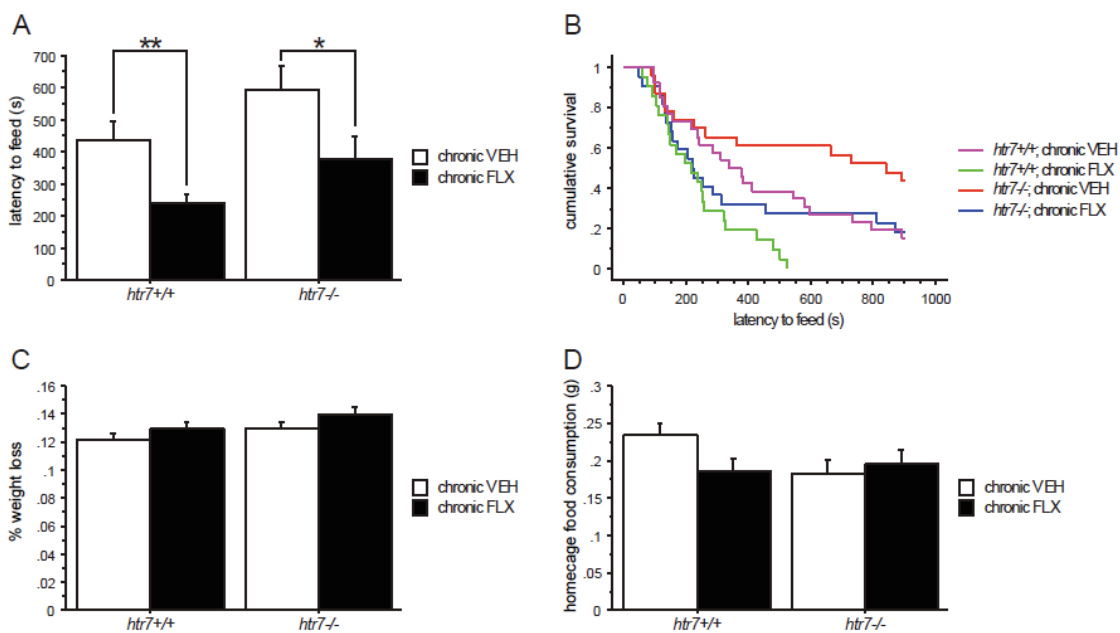 A
latency to feed (s)
700
600
500
400
300
200
100
0
**
*
htr7+/+
htr7-/-
chronic VEH
chronic FLX
B
cumulative survival
1
.8
.6
.4
.2
0
0
200
400
600
800
1000
latency to feed (s)
htr7+/+; chronic VEH
htr7+/+; chronic FLX
htr7-/-; chronic VEH
htr7-/-; chronic FLX
C
% weight loss
.16
.14
.12
.1
.08
.06
.04
.02
0
htr7+/+
htr7-/-
chronic VEH
chronic FLX
D
homecage food consumption (g)
.3
.25
.2
.15
.1
.05
0
htr7+/+
htr7-/-
chronic VEH
chronic FLX